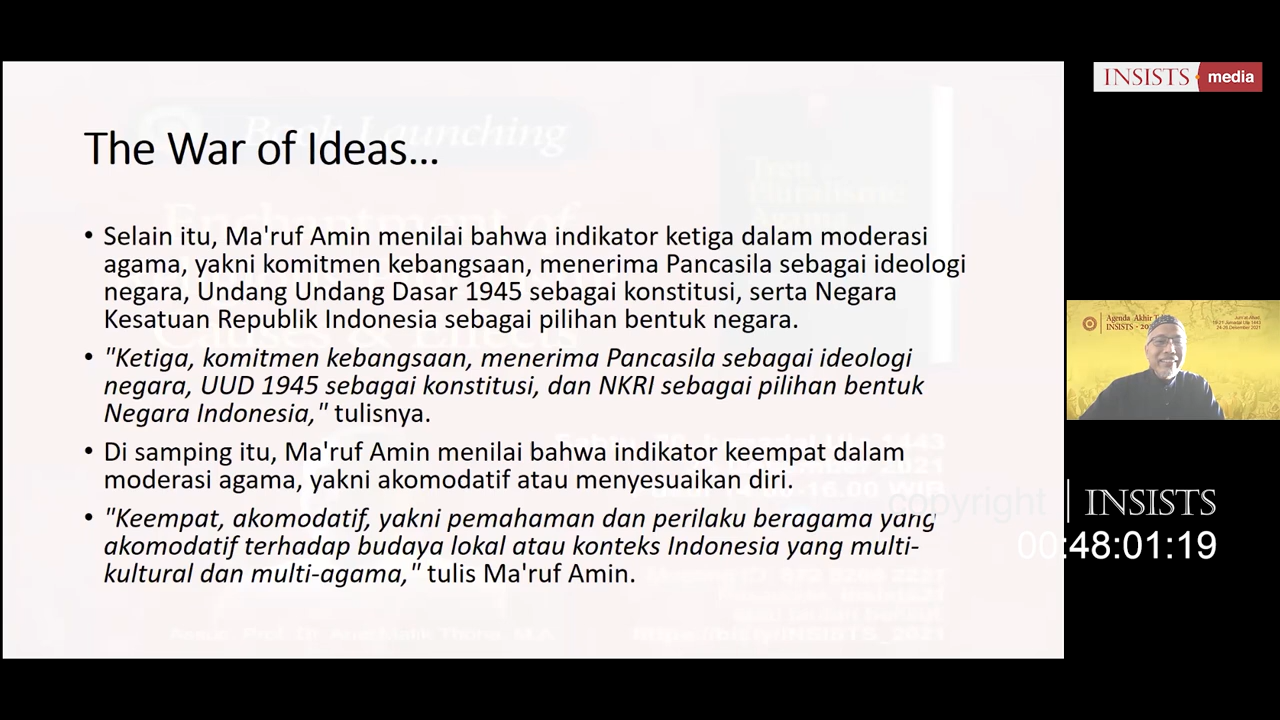 INSISTS media
The War of Ideas...
• Selain itu, Ma'ruf Amin menilai bahwa indikator ketiga dalam moderasi
agama, yakni komitmen kebangsaan, menerima Pancasila sebagai ideologi
negara, Undang Undang Dasar 1945 sebagai konstitusi, serta Negara
Kesatuan Republik Indonesia sebagai pilihan bentuk negara.
• "Ketiga, komitmen kebangsaan, menerima Pancasila sebagai ideologi
negara, UUD 1945 sebagai konstitusi, dan NKRI sebagai pilihan bentuk
Negara Indonesia," tulisnya.
• Di samping itu, Ma'ruf Amin menilai bahwa indikator keempat dalam
moderasi agama, yakni akomodatif atau menyesuaikan diri.
• "Keempat, akomodatif, yakni pemahaman dan perilaku beragama yang
akomodatif terhadap budaya lokal atau konteks Indonesia yang multi-
kultural dan multi-agama," tulis Ma'ruf Amin.
Agenda Akhir
INSISTS
copyright INSISTS
00:48:01:19